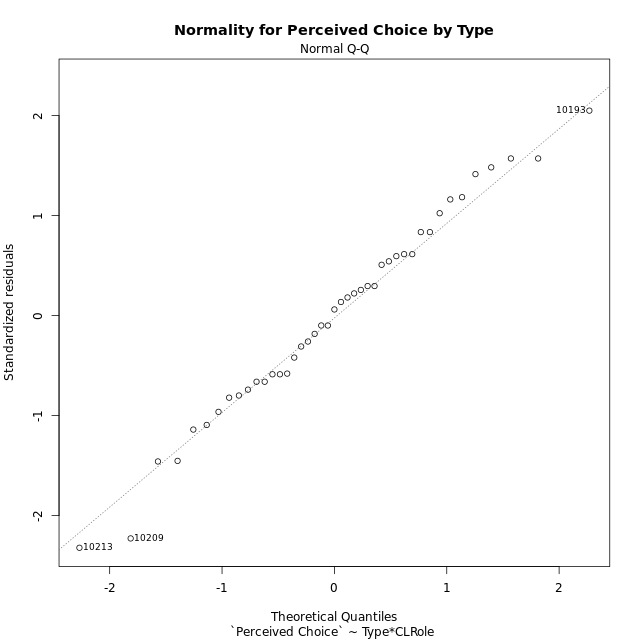 Normality for Perceived Choice by Type
Normal Q-Q
Standardized residuals
2
1
0
-1
-2
10193
10209
10213
-2 -1 0 1 2
Theoretical Quantiles
`Perceived Choice` ~ Type*CLRole